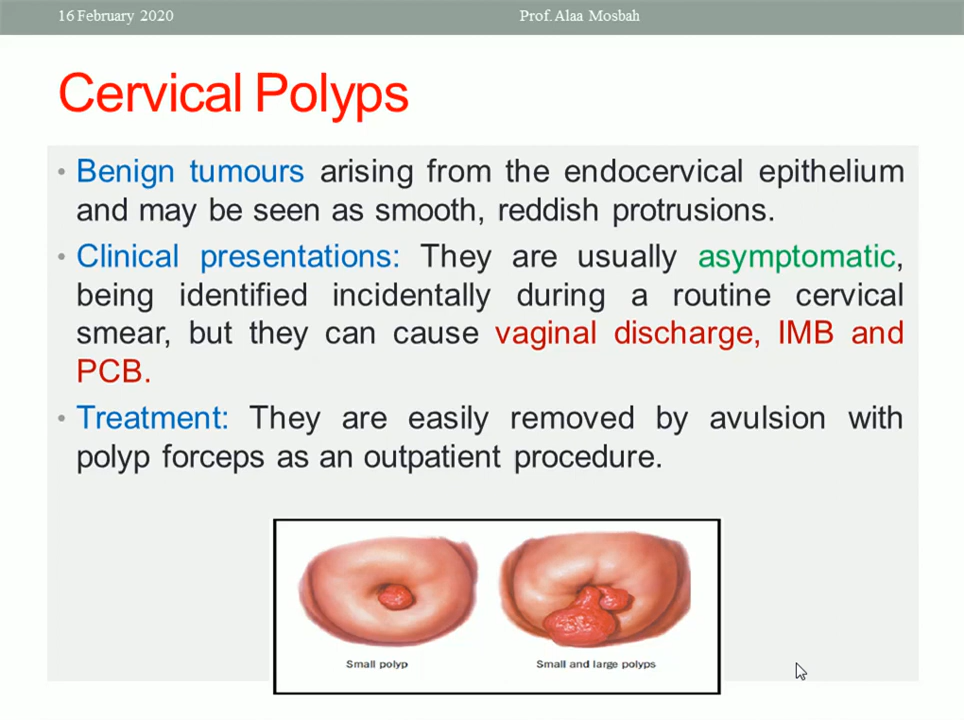 16 February 2020
Prof. Alaa Mosbah
Cervical Polyps
• Benign tumours arising from the endocervical epithelium
and may be seen as smooth, reddish protrusions.
• Clinical presentations: They are usually asymptomatic,
being identified incidentally during a routine cervical
smear, but they can cause vaginal discharge, IMB and
PCB.
• Treatment: They are easily removed by avulsion with
polyp forceps as an outpatient procedure.
Small polyp
Small and large polyps